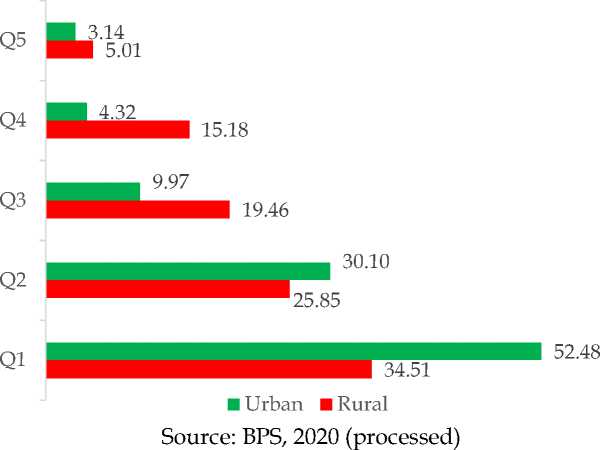 Q5
3.14
5.01
Q4
4.32
15.18
Q3
9.97
19.46
Q2
30.10
25.85
Q1
52.48
34.51
Urban Rural
Source: BPS, 2020 (processed)